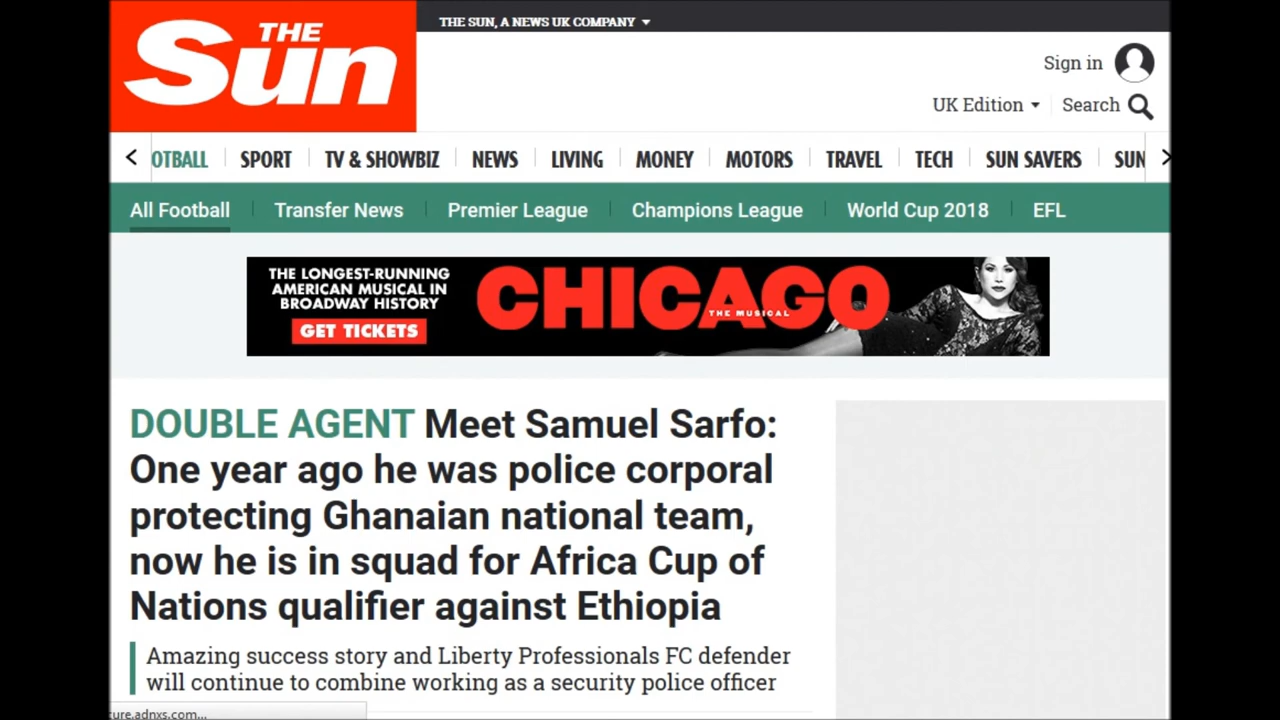 THE SUN, A NEWS UK COMPANY
THE
Sun
Sign in
UK Edition
Search
OTBALL SPORT TV & SHOWBIZ NEWS LIVING MONEY MOTORS TRAVEL TECH SUN SAVERS SUN
All Football Transfer News Premier League Champions League World Cup 2018 EFL
THE LONGEST-RUNNING
AMERICAN MUSICAL IN
BROADWAY HISTORY
GET TICKETS
CHICAGO
THE MUSICAL
DOUBLE AGENT Meet Samuel Sarfo:
One year ago he was police corporal
protecting Ghanaian national team,
now he is in squad for Africa Cup of
Nations qualifier against Ethiopia
Amazing success story and Liberty Professionals FC defender
will continue to combine working as a security police officer
ure.adnxs.com...